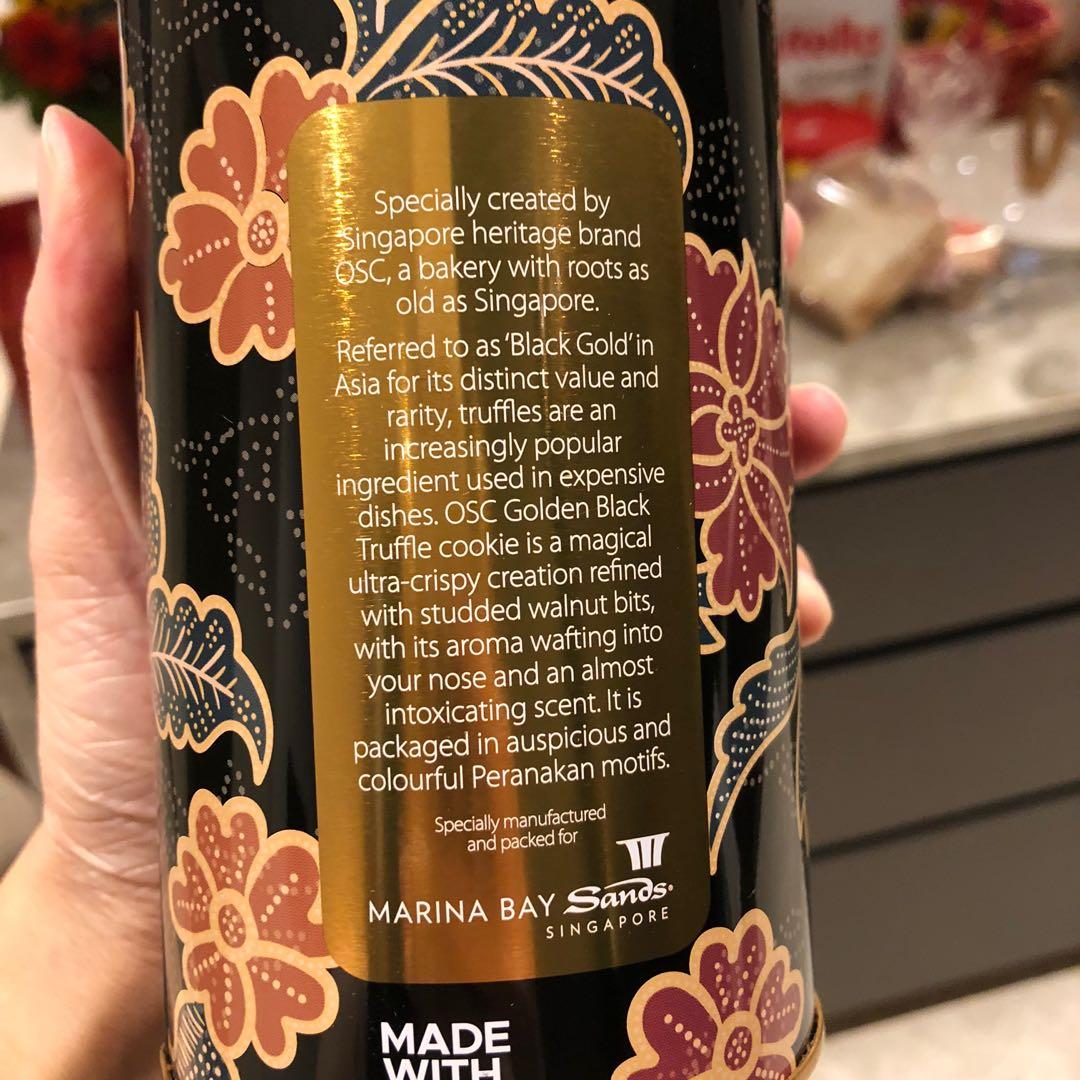 Specially created by
Singapore heritage brand
OSC, a bakery with roots as
old as Singapore.
Referred to as 'Black Gold' in
Asia for its distinct value and
rarity, truffles are an
increasingly popular
ingredient used in expensive
dishes. OSC Golden Black
Truffle cookie is a magical
ultra-crispy creation refined
with studded walnut bits,
with its aroma wafting into
your nose and an almost
intoxicating scent. It is
packaged in auspicious and
colourful Peranakan motifs.
Specially manufactured
and packed for
MARINA BAY Sands
SINGAPORE
MADE
WITH